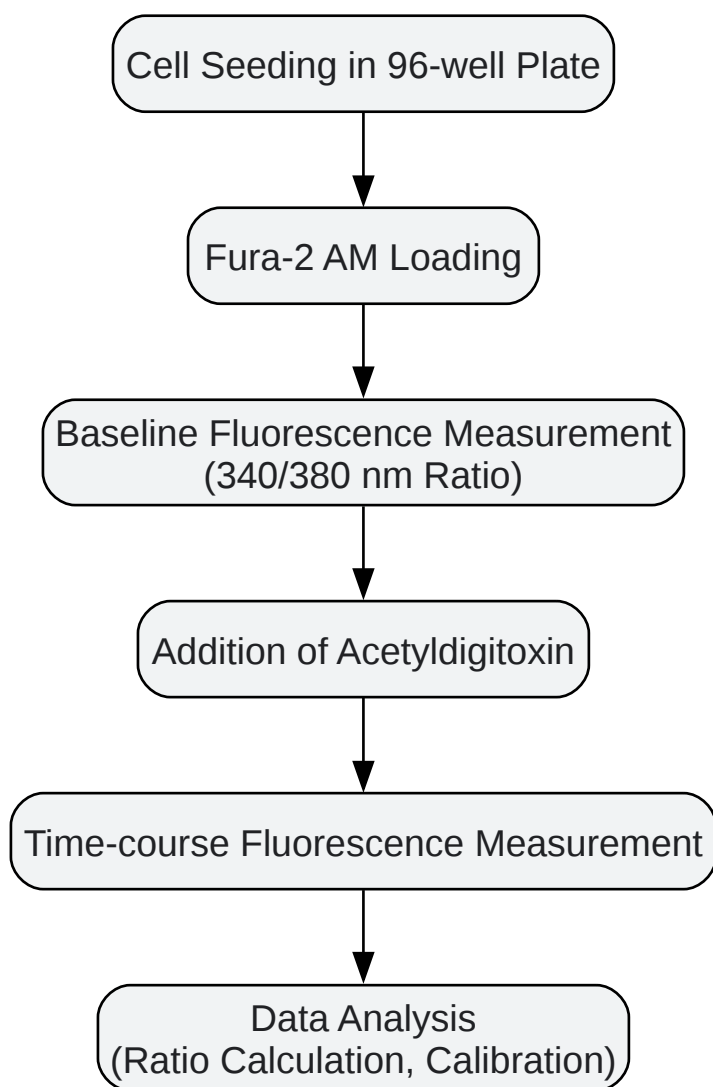 Cell Seeding in 96-well Plate
Fura-2 AM Loading
Baseline Fluorescence Measurement
(340/380 nm Ratio)
Addition of Acetyldigitoxin
Time-course Fluorescence Measurement
Data Analysis
(Ratio Calculation, Calibration)